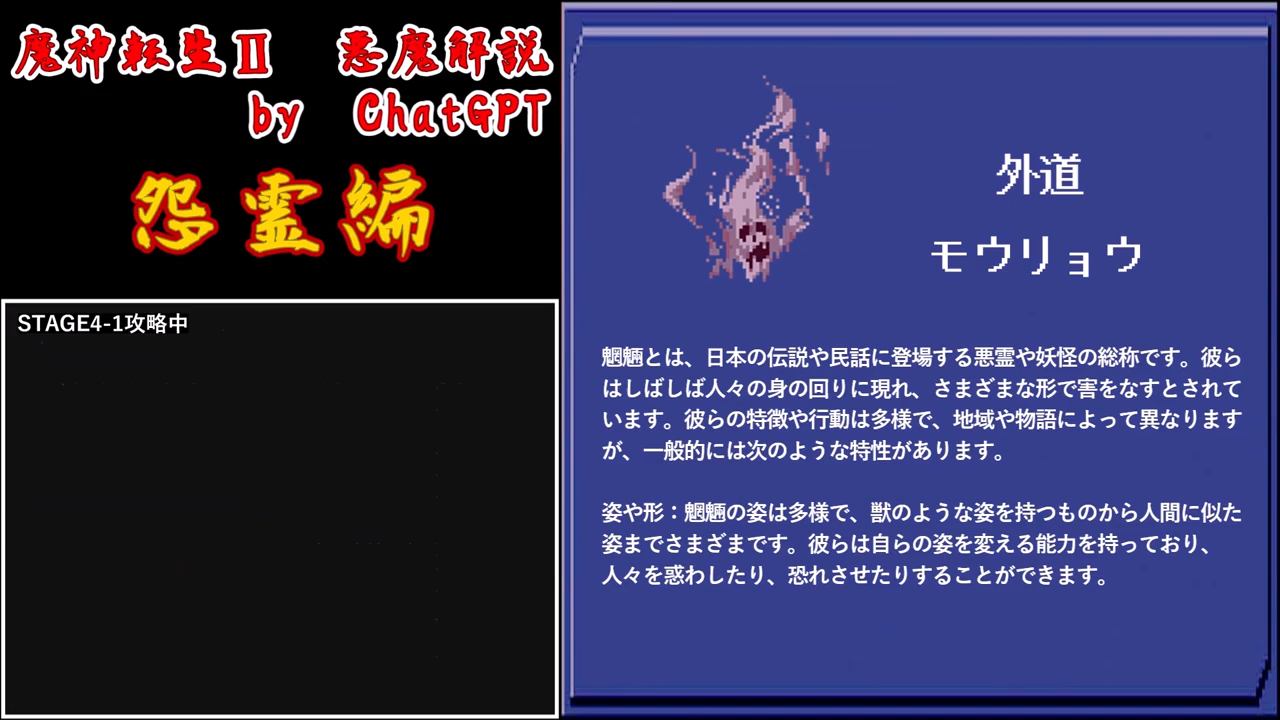 魔神転生Ⅱ 悪魔解説
by ChatGPT
怨霊編
STAGE4-1攻略中
外道
モウリョウ
魍魎とは、日本の伝説や民話に登場する悪霊や妖怪の総称です。彼ら
はしばしば人々の身の回りに現れ、さまざまな形で害をなすとされて
います。彼らの特徴や行動は多様で、地域や物語によって異なります
が、一般的には次のような特性があります。
姿や形：魍魎の姿は多様で、獣のような姿を持つものから人間に似た
姿までさまざまです。彼らは自らの姿を変える能力を持っており、
人々を惑わしたり、恐れさせたりすることができます。